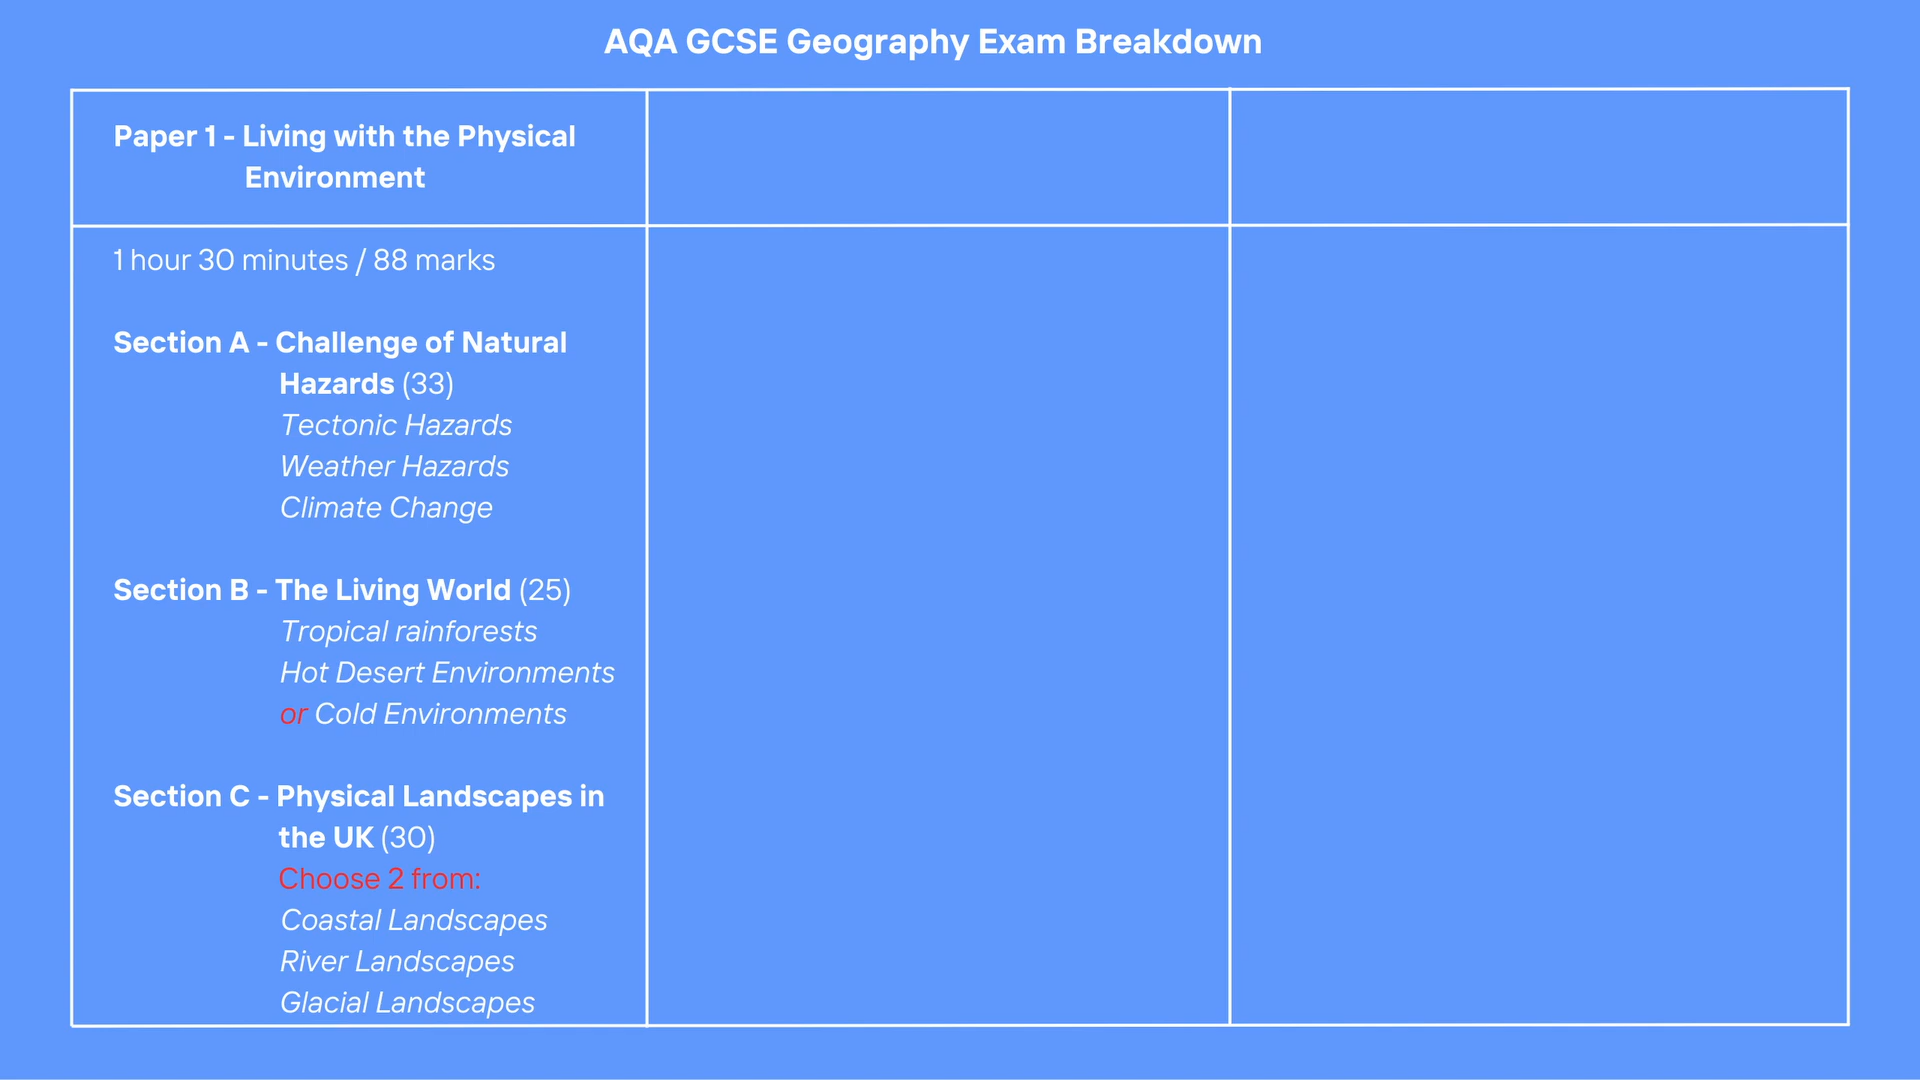 AQA GCSE Geography Exam Breakdown
Paper 1 - Living with the Physical
Environment
1 hour 30 minutes / 88 marks
Section A - Challenge of Natural
Hazards (33)
Tectonic Hazards
Weather Hazards
Climate Change
Section B - The Living World (25)
Tropical rainforests
Hot Desert Environments
or Cold Environments
Section C - Physical Landscapes in
the UK (30)
Choose 2 from:
Coastal Landscapes
River Landscapes
Glacial Landscapes